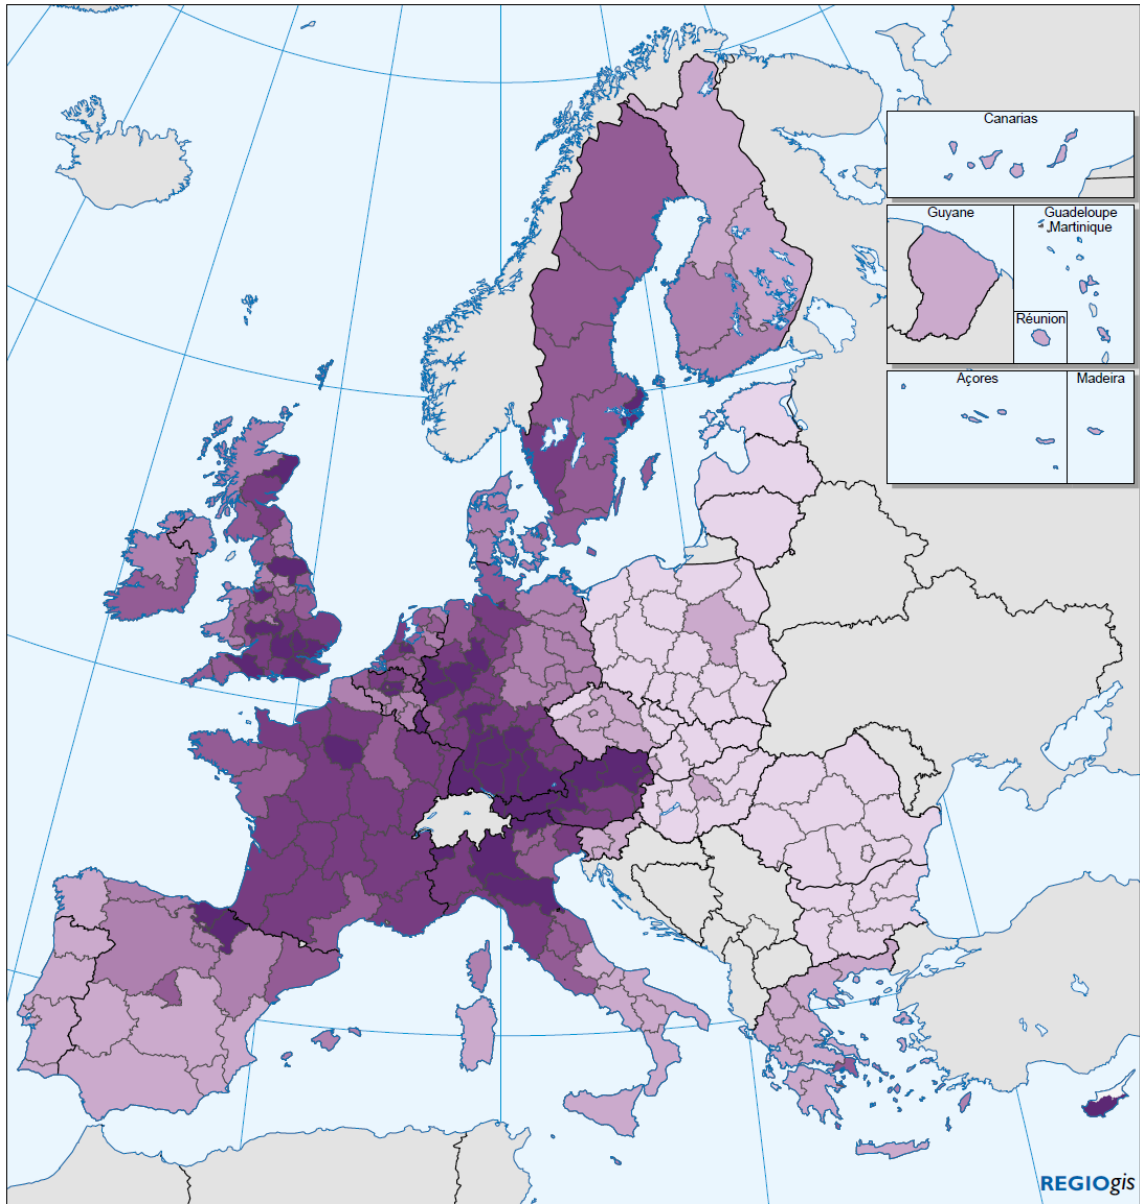 Canarias
Guyane
Guadeloupe
Martinique
Réunion
Açores
Madeira
REGIOgis